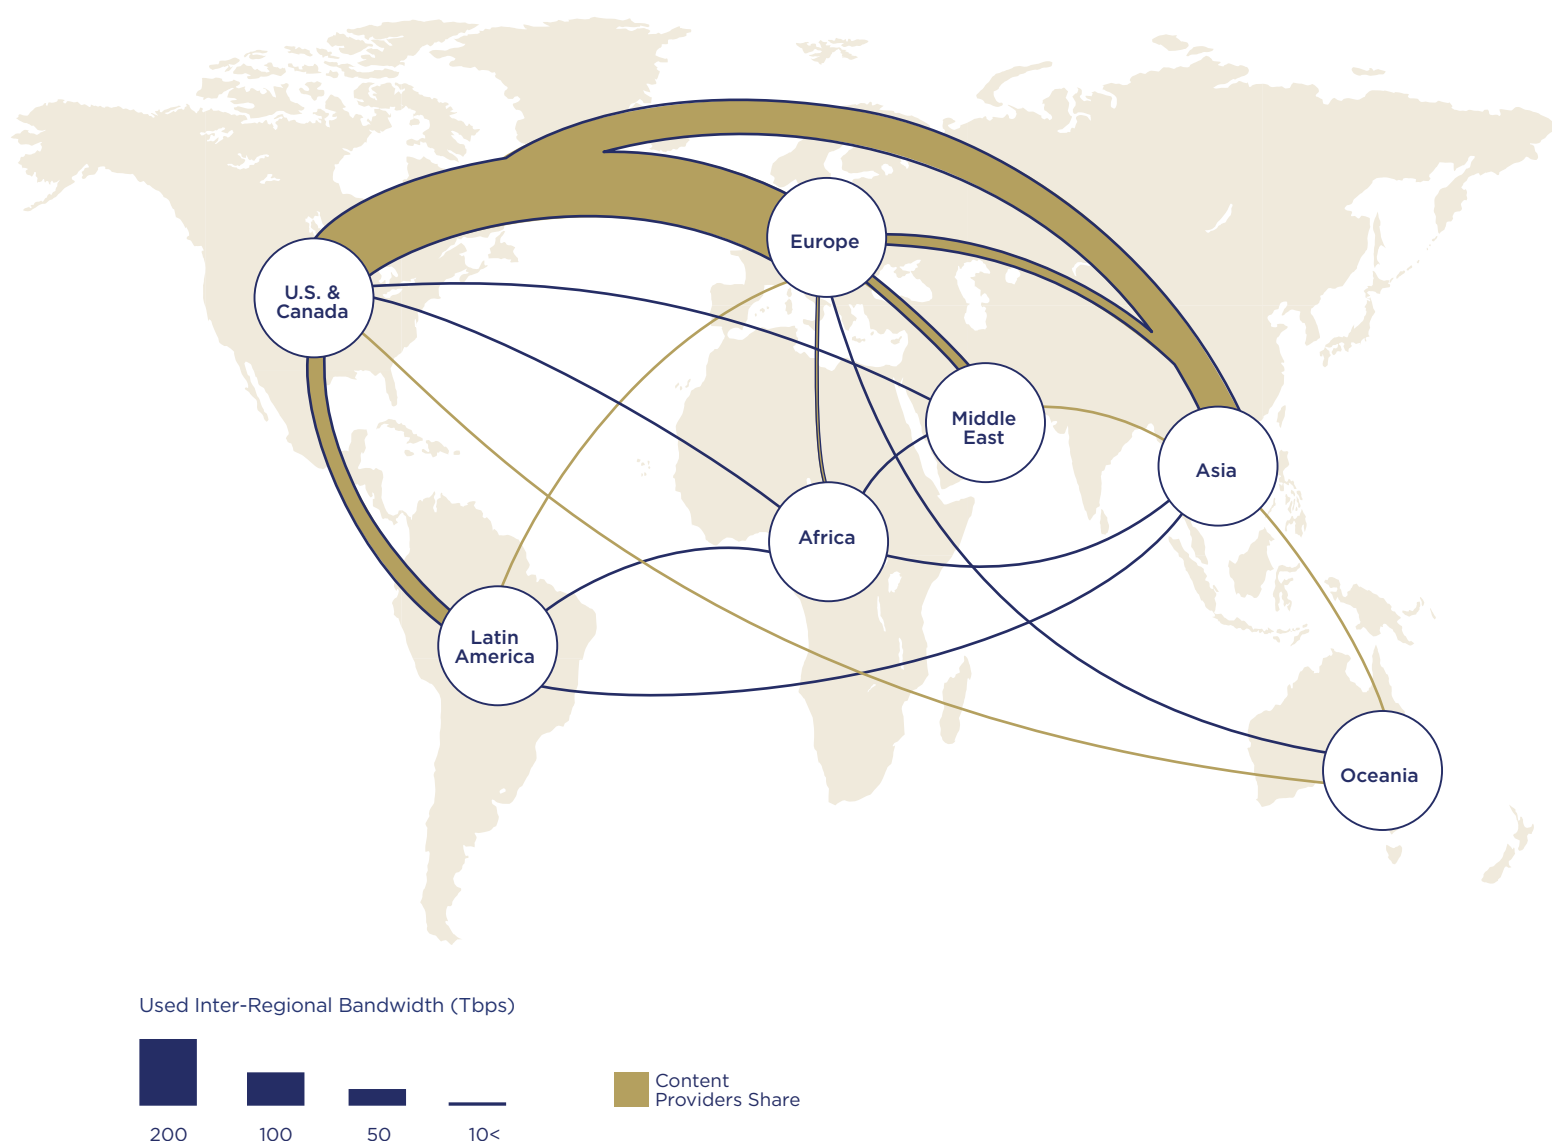 Europe
U.S. &
Canada
Middle
East
Asia
Africa
Latin
America
Oceania
Used Inter-Regional Bandwidth (Tbps)
200
100
50
10<
Content
Providers Share